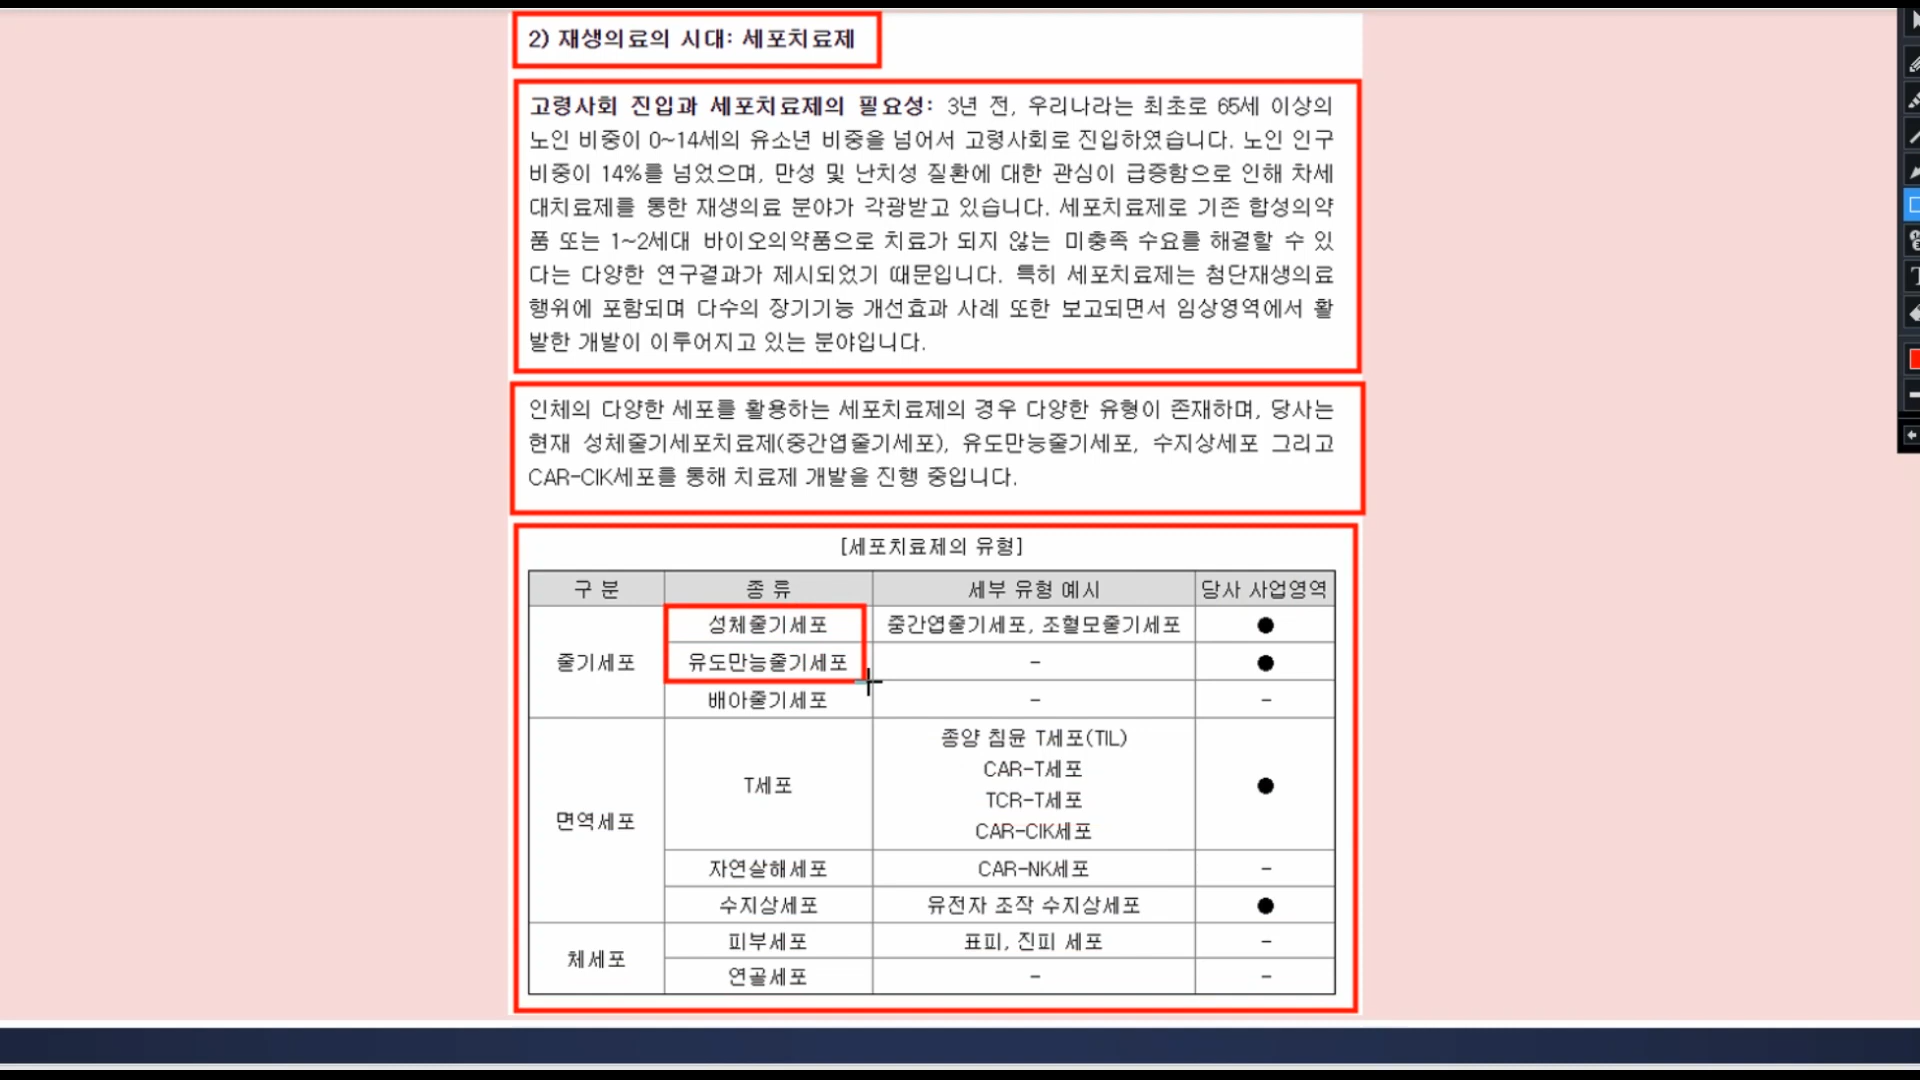 2) 재생의료의 시대: 세포치료제
고령사회 진입과 세포치료제의 필요성: 3년 전, 우리나라는 최초로 65세 이상의
노인 비중이 0~14세의 유소년 비중을 넘어서 고령사회로 진입하였습니다. 노인 인구
비중이 14%를 넘었으며, 만성 및 난치성 질환에 대한 관심이 급증함으로 인해 차세
대치료제를 통한 재생의료 분야가 각광받고 있습니다. 세포치료제로 기존 합성의약
품 또는 1~2세대 바이오의약품으로 치료가 되지 않는 미충족 수요를 해결할 수 있
다는 다양한 연구결과가 제시되었기 때문입니다. 특히 세포치료제는 첨단재생의료
행위에 포함되며 다수의 장기기능 개선효과 사례 또한 보고되면서 임상영역에서 활
발한 개발이 이루어지고 있는 분야입니다.
인체의 다양한 세포를 활용하는 세포치료제의 경우 다양한 유형이 존재하며, 당사는
현재 성체줄기세포치료제(중간엽줄기세포), 유도만능줄기세포, 수지상세포 그리고
CAR-CIK세포를 통해 치료제 개발을 진행 중입니다.
[세포치료제의 유형]
구 분 종 류 세부 유형 예시 당사 사업영역
줄기세포 성체줄기세포 중간엽줄기세포, 조혈모줄기세포 ●
유도만능줄기세포 - ●
배아줄기세포 - -
면역세포 T세포 종양 침윤 T세포(TIL) ●
CAR-T세포
TCR-T세포
CAR-CIK세포
자연살해세포 CAR-NK세포 -
수지상세포 유전자 조작 수지상세포 ●
체세포 피부세포 표피, 진피 세포 -
연골세포 - -